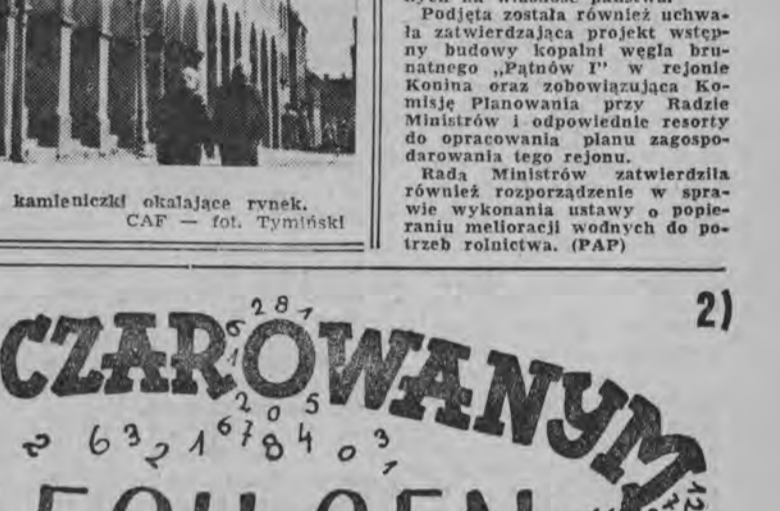 kamieniczki okalające rynek.
CAF — fot. Tymiński
Podjęta została również uchwa-
ła zatwierdzająca projekt wstęp-
ny budowy kopalni węgla bru-
natnego „Pątnów I" w rejonie
Konina oraz zobowiązująca Ko-
misję Planowania przy Radzie
Ministrów i odpowiednie resorty
do opracowania planu zagospo-
darowania tego rejonu.
Rada Ministrów zatwierdziła
również rozporządzenie w spra-
wie wykonania ustawy o popie-
raniu melioracji wodnych do po-
trzeb rolnictwa. (PAP)
2)
2 8 1
6
1
CZAROWANYM
2 0 5
2 6 3 2 1 6 7 8 4 0 3 1